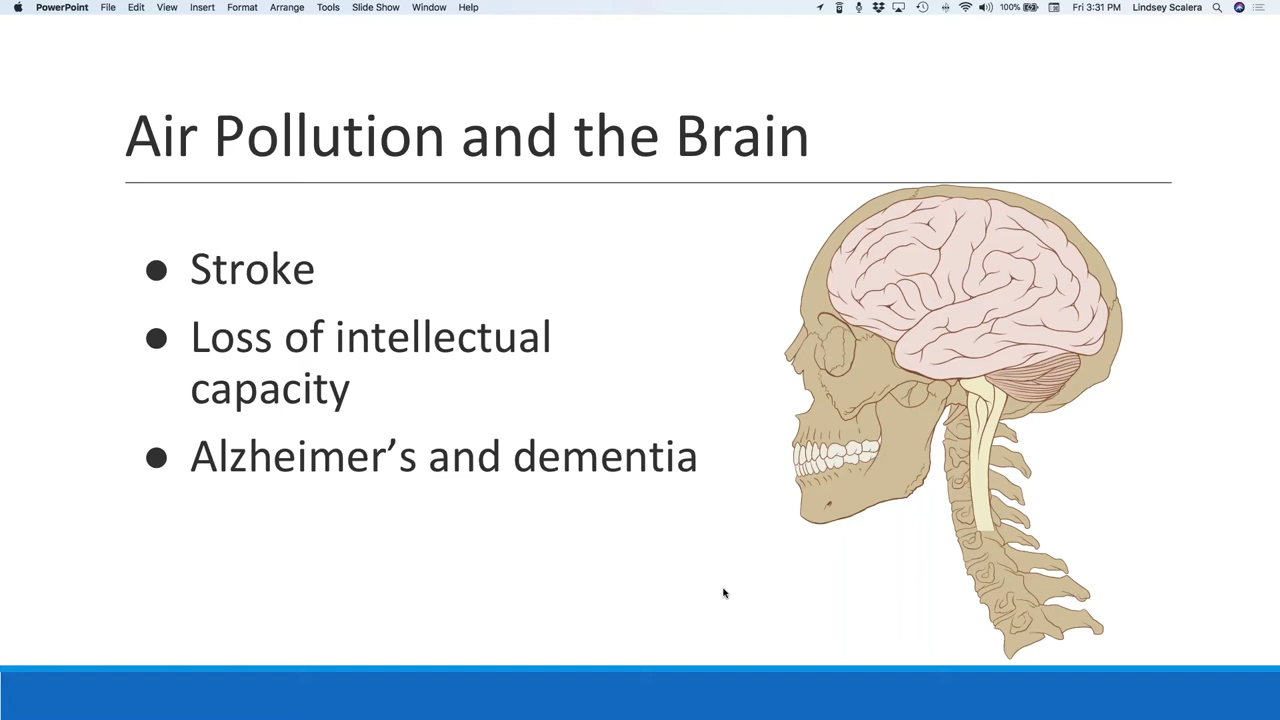 PowerPoint File Edit View Insert Format Arrange Tools Slide Show Window Help 100% Fri 3:31 PM Lindsey Scalera
Air Pollution and the Brain
● Stroke
● Loss of intellectual
capacity
● Alzheimer’s and dementia